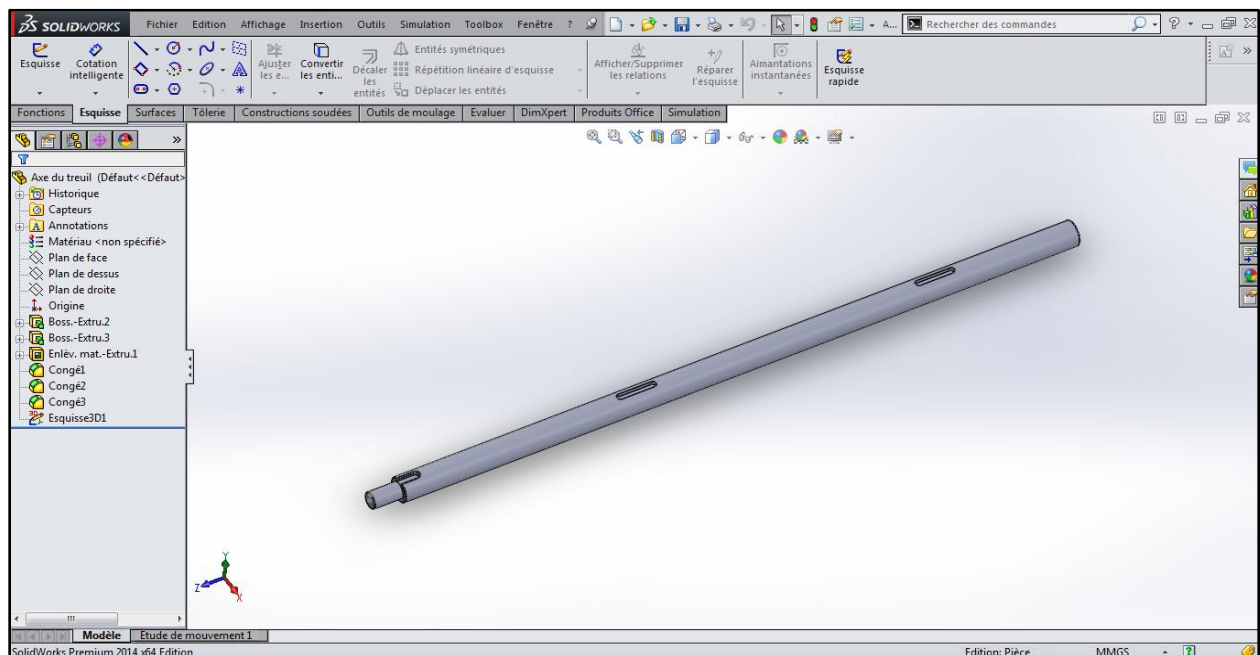 SOLIDWORKS Fichier Edition Affichage Insertion Outils Simulation Toolbox Fenêtre ? A... Rechercher des commandes ?
Esquisse
Cotation intelligente
Ajuster les e...
Convertir les enti...
Décaler les entités
Entités symétriques
Répétition linéaire d'esquisse
Déplacer les entités
Afficher/Supprimer les relations
Réparer l'esquisse
Aimantations instantanées
Esquisse rapide
Fonctions Esquisse Surfaces Tôlerie Constructions soudées Outils de moulage Evaluer DimXpert Produits Office Simulation
Axe du treuil (Défaut<<Défaut>
Historique
Capteurs
Annotations
Matériau <non spécifié>
Plan de face
Plan de dessus
Plan de droite
Origine
Boss.-Extru.2
Boss.-Extru.3
Enlèv. mat.-Extru.1
Congé1
Congé2
Congé3
Esquisse3D1
Y
Z
X
Modèle Etude de mouvement 1
SolidWorks Premium 2014 x64 Edition Edition: Pièce MMGS